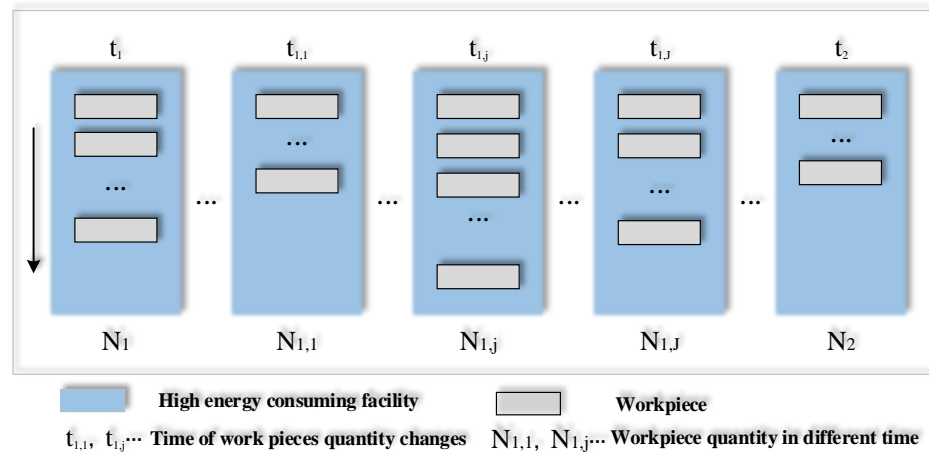 t₁ t₁,₁ t₁,j t₁,J t₂
... ...
... ... ... ... ... ... ...
N₁ N₁,₁ N₁,j N₁,J N₂
High energy consuming facility Workpiece
t₁,₁, t₁,j... Time of work pieces quantity changes N₁,₁, N₁,j... Workpiece quantity in different time